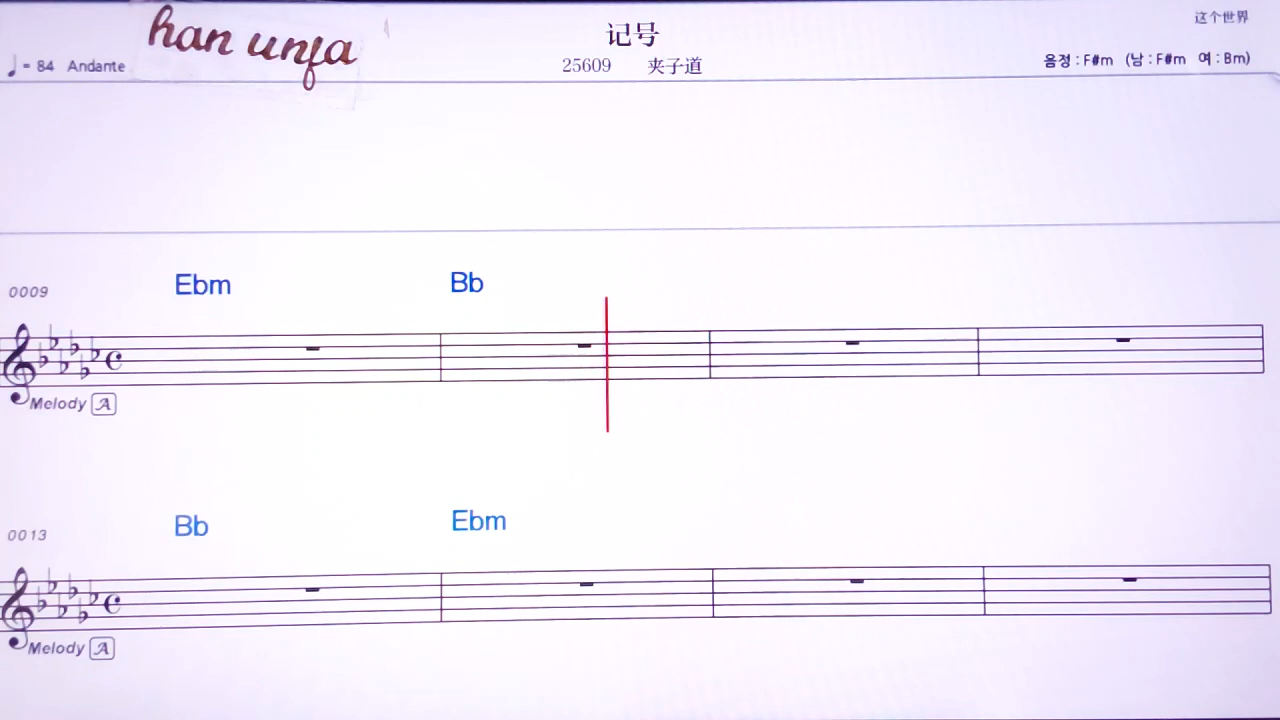 han unfa
记号
这个世界
♩= 84 Andante
25609 夹子道
음정 : F#m (남 : F#m 여 : Bm)
Ebm Bb
0009
Melody A
Bb Ebm
0013
Melody A